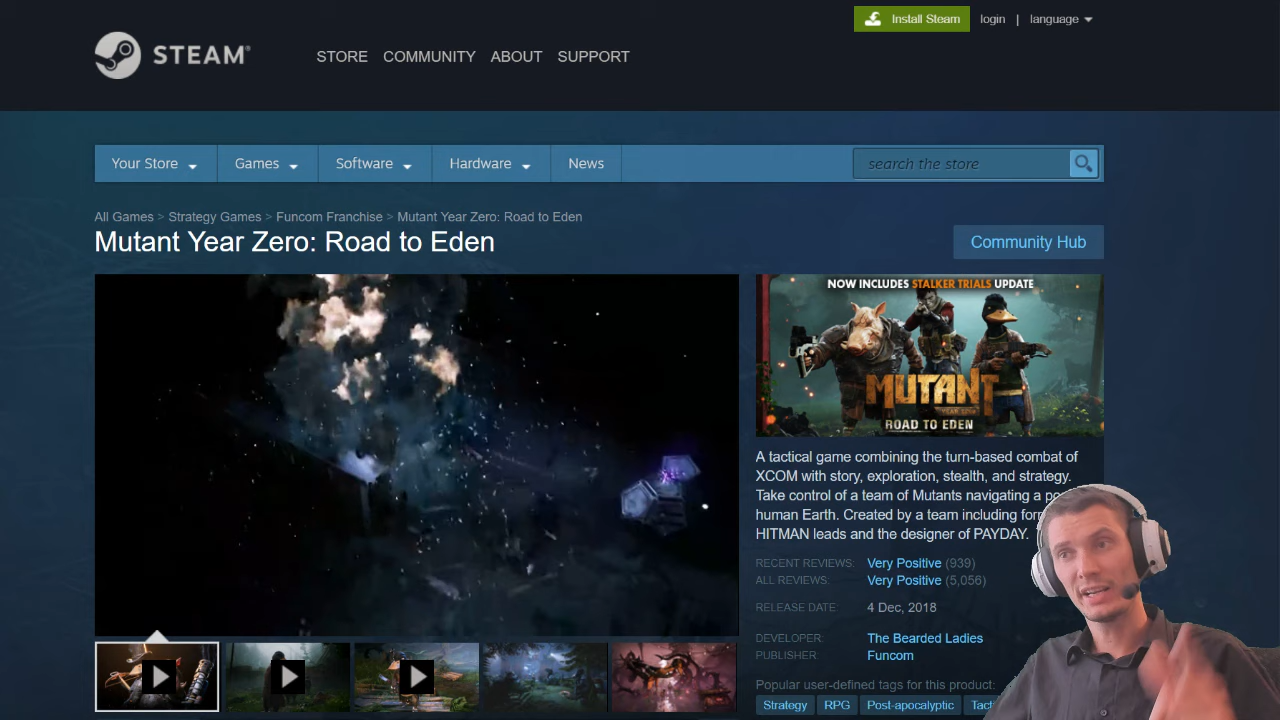 Install Steam login | language
STEAM®
STORE COMMUNITY ABOUT SUPPORT
Your Store Games Software Hardware News
search the store
All Games > Strategy Games > Funcom Franchise > Mutant Year Zero: Road to Eden
Mutant Year Zero: Road to Eden
Community Hub
NOW INCLUDES STALKER TRIALS UPDATE
MUTANT
YEAR ZERO
ROAD TO EDEN
A tactical game combining the turn-based combat of
XCOM with story, exploration, stealth, and strategy.
Take control of a team of Mutants navigating a
human Earth. Created by a team including
HITMAN leads and the designer of PAYDAY.
RECENT REVIEWS: Very Positive (939)
ALL REVIEWS: Very Positive (5,056)
RELEASE DATE: 4 Dec, 2018
DEVELOPER: The Bearded Ladies
PUBLISHER: Funcom
Popular user-defined tags for this product:
Strategy RPG Post-apocalyptic